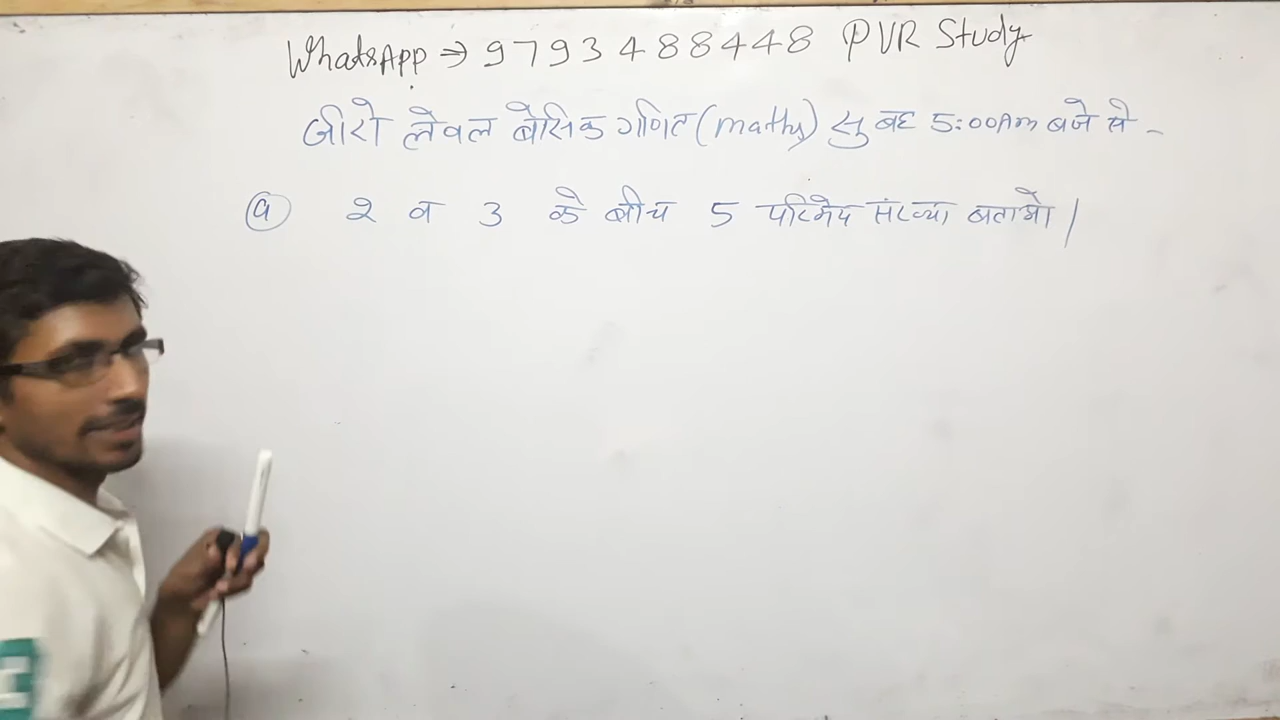 WhatsApp → 9793488448 PVR Study
जीरो लेवल बेसिक गणित (maths) सुबह 5:00Am बजे से -
Q 2 व 3 के बीच 5 परिमेय संख्या बताओ |